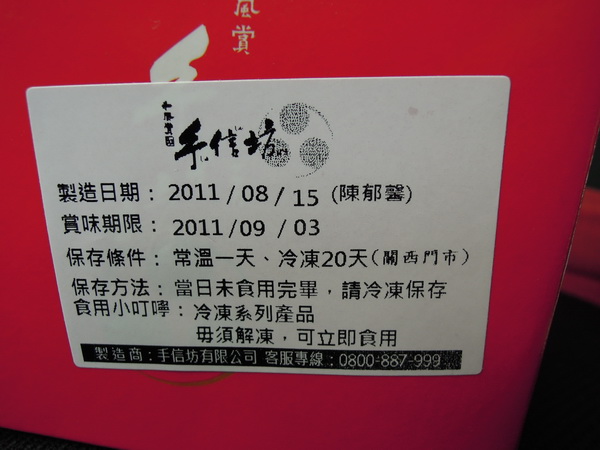 風賞
和風賞菓
手信坊
製造日期：2011/08/15(陳郁馨)
賞味期限：2011/09/03
保存條件：常溫一天、冷凍20天(關西門市)
保存方法：當日未食用完畢，請冷凍保存
食用小叮嚀：冷凍系列產品
毋須解凍，可立即食用
製造商：手信坊有限公司 客服專線：0800-887-999